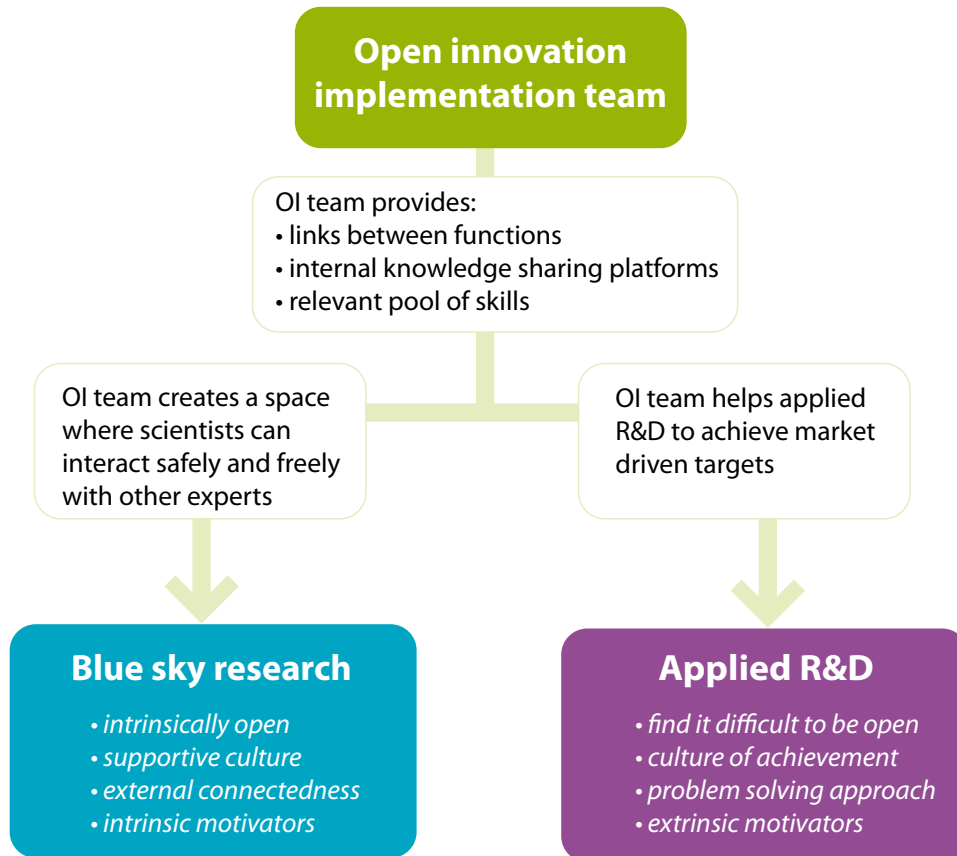 Open innovation
implementation team
OI team provides:
• links between functions
• internal knowledge sharing platforms
• relevant pool of skills
OI team creates a space
where scientists can
interact safely and freely
with other experts
OI team helps applied
R&D to achieve market
driven targets
Blue sky research
• intrinsically open
• supportive culture
• external connectedness
• intrinsic motivators
Applied R&D
• find it difficult to be open
• culture of achievement
• problem solving approach
• extrinsic motivators